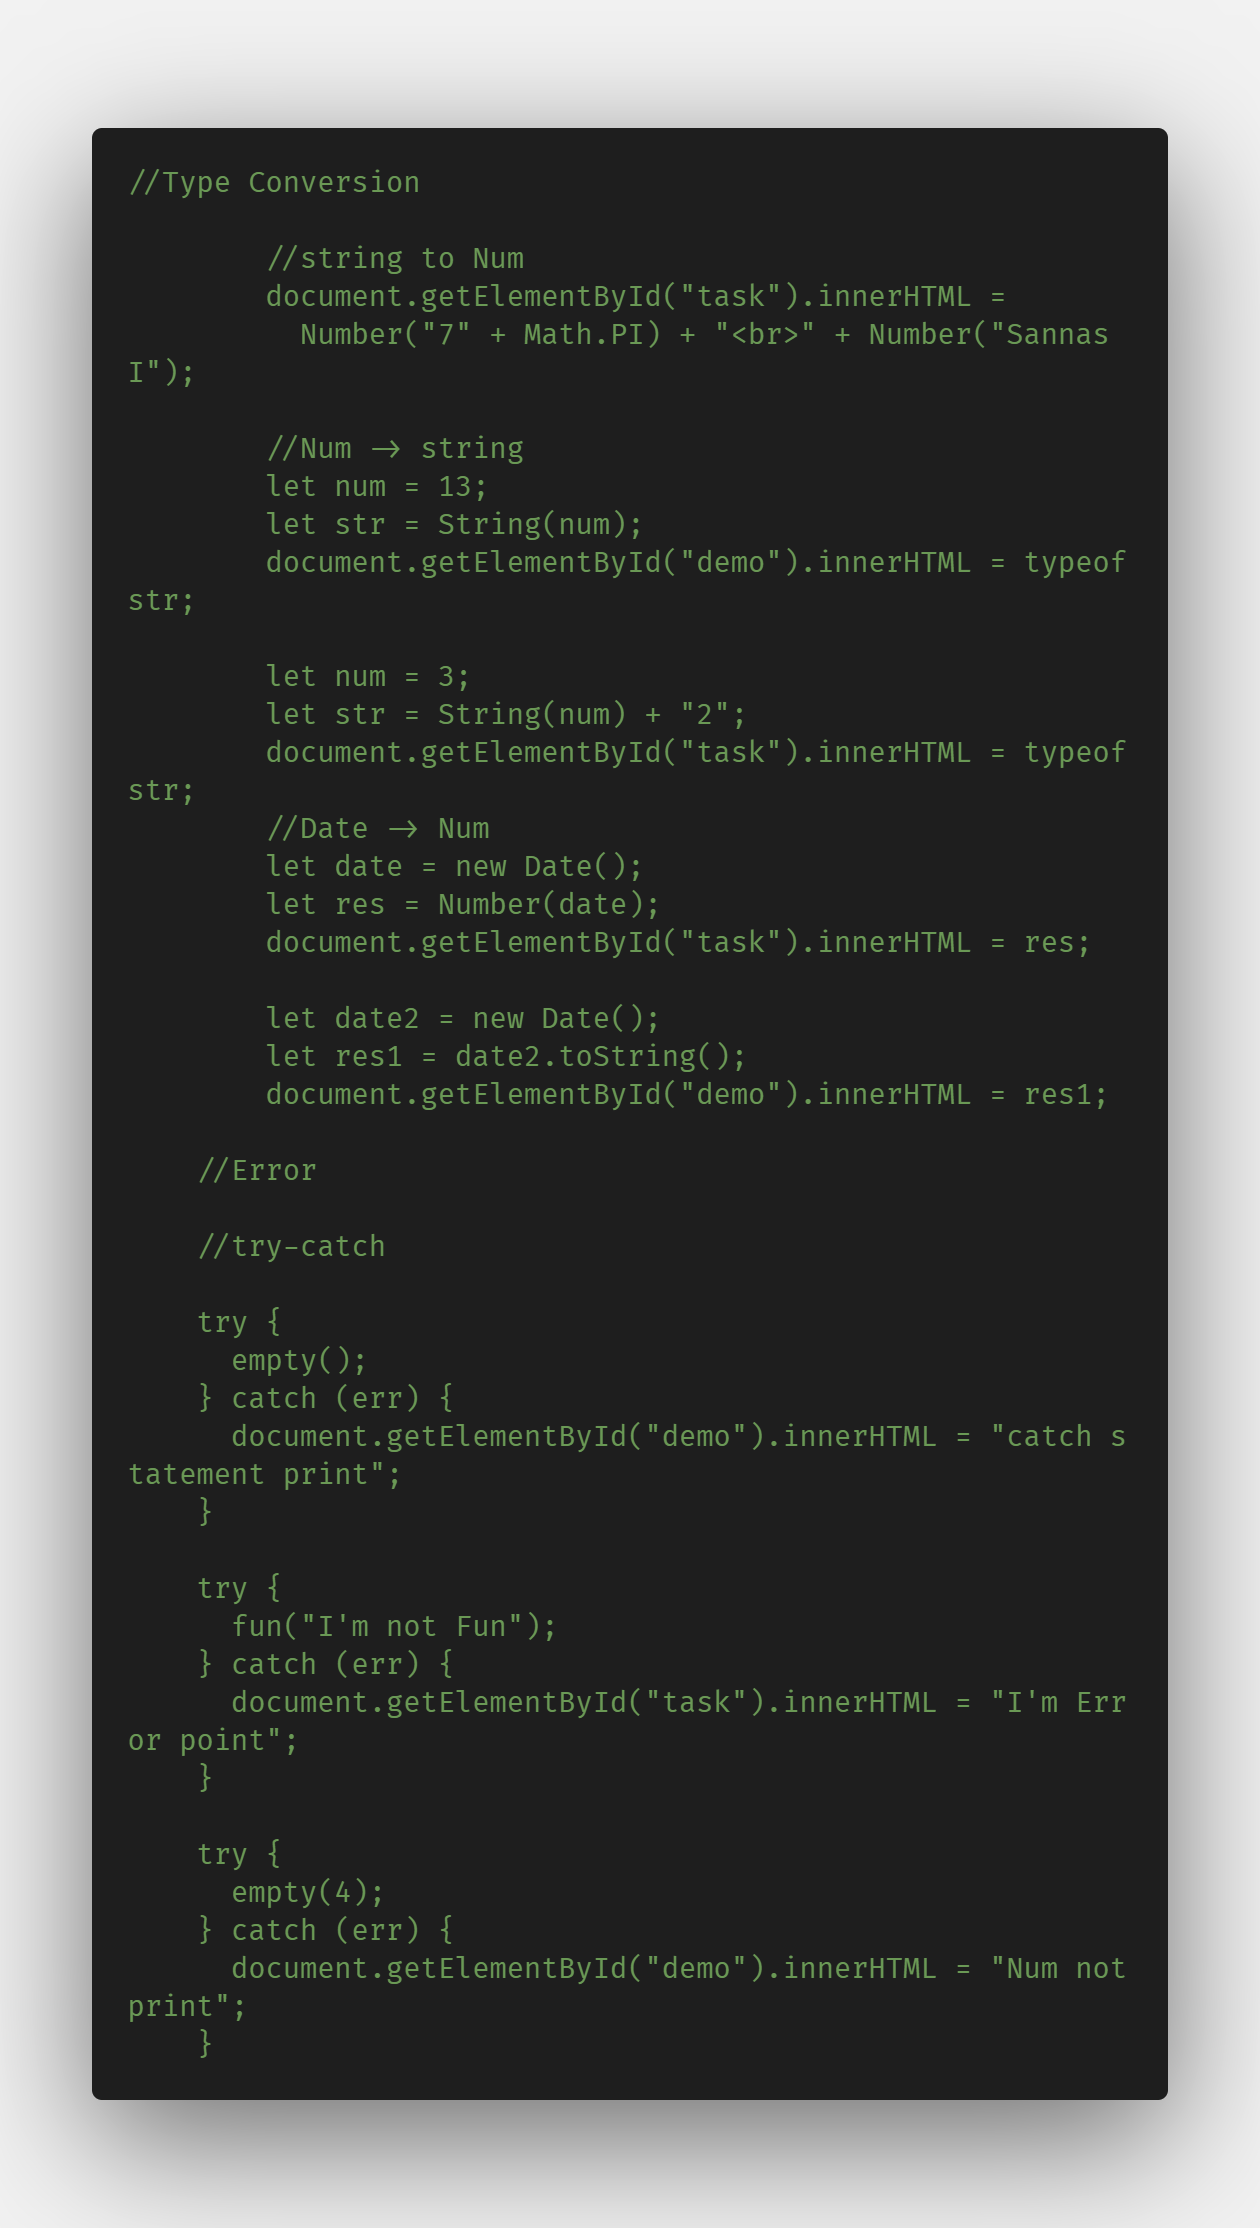 //Type Conversion
//string to Num
document.getElementById("task").innerHTML =
Number("7" + Math.PI) + "<br>" + Number("Sannas
I");
//Num -> string
let num = 13;
let str = String(num);
document.getElementById("demo").innerHTML = typeof
str;
let num = 3;
let str = String(num) + "2";
document.getElementById("task").innerHTML = typeof
str;
//Date -> Num
let date = new Date();
let res = Number(date);
document.getElementById("task").innerHTML = res;
let date2 = new Date();
let res1 = date2.toString();
document.getElementById("demo").innerHTML = res1;
//Error
//try-catch
try {
empty();
} catch (err) {
document.getElementById("demo").innerHTML = "catch s
tatement print";
}
try {
fun("I'm not Fun");
} catch (err) {
document.getElementById("task").innerHTML = "I'm Err
or point";
}
try {
empty(4);
} catch (err) {
document.getElementById("demo").innerHTML = "Num not
print";
}